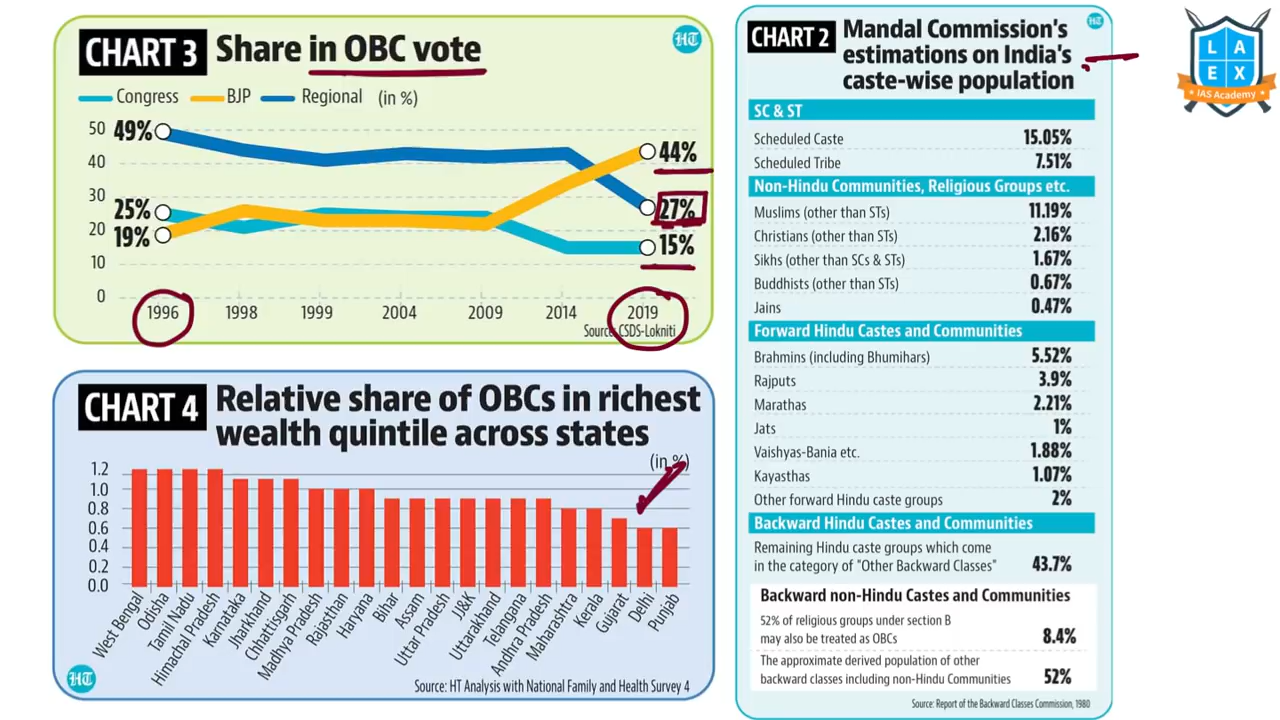 CHART 3 Share in OBC vote
HT
Congress BJP Regional (in %)
50
40
30
20
10
0
49%
25%
19%
44%
27%
15%
1996 1998 1999 2004 2009 2014 2019
Source: CSDS-Lokniti
CHART 4 Relative share of OBCs in richest
wealth quintile across states
(in %)
1.2
1.0
0.8
0.6
0.4
0.2
0.0
West Bengal
Odisha
Tamil Nadu
Himachal Pradesh
Karnataka
Jharkhand
Chhattisgarh
Madhya Pradesh
Rajasthan
Haryana
Bihar
Assam
Uttar Pradesh
J&K
Uttarakhand
Telangana
Andhra Pradesh
Maharashtra
Kerala
Gujarat
Delhi
Punjab
HT
Source: HT Analysis with National Family and Health Survey 4
CHART 2 Mandal Commission's
estimations on India's
caste-wise population
HT
SC & ST
Scheduled Caste 15.05%
Scheduled Tribe 7.51%
Non-Hindu Communities, Religious Groups etc.
Muslims (other than STs) 11.19%
Christians (other than STs) 2.16%
Sikhs (other than SCs & STs) 1.67%
Buddhists (other than STs) 0.67%
Jains 0.47%
Forward Hindu Castes and Communities
Brahmins (including Bhumihars) 5.52%
Rajputs 3.9%
Marathas 2.21%
Jats 1%
Vaishyas-Bania etc. 1.88%
Kayasthas 1.07%
Other forward Hindu caste groups 2%
Backward Hindu Castes and Communities
Remaining Hindu caste groups which come
in the category of "Other Backward Classes" 43.7%
Backward non-Hindu Castes and Communities
52% of religious groups under section B
may also be treated as OBCs 8.4%
The approximate derived population of other
backward classes including non-Hindu Communities 52%
Source: Report of the Backward Classes Commission, 1980
L A
E X
IAS Academy